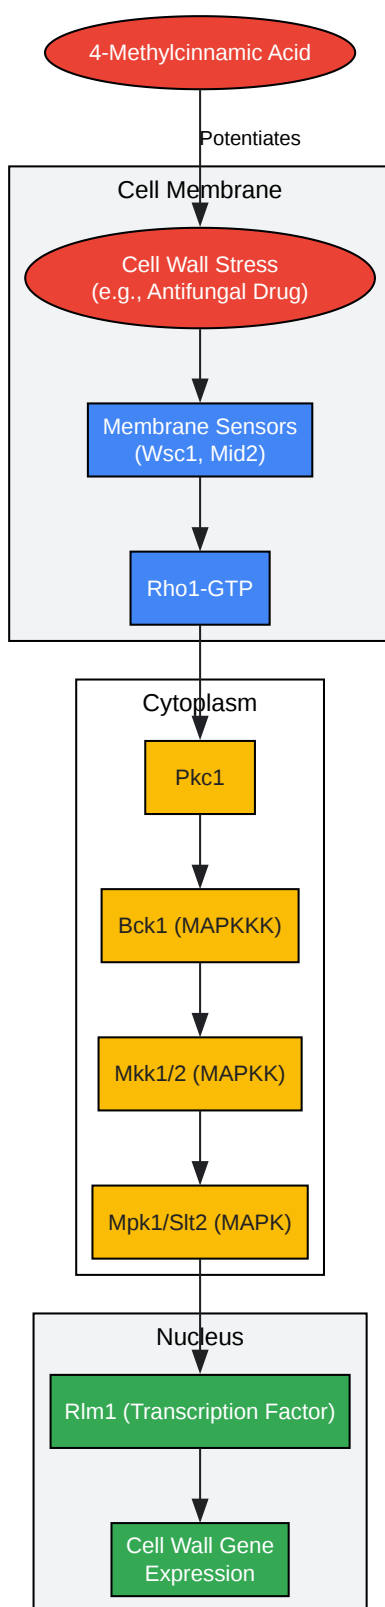 4-Methylcinnamic Acid
Potentiates
Cell Membrane
Cell Wall Stress
(e.g., Antifungal Drug)
Membrane Sensors
(Wsc1, Mid2)
Rho1-GTP
Cytoplasm
Pkc1
Bck1 (MAPKKK)
Mkk1/2 (MAPKK)
Mpk1/Slt2 (MAPK)
Nucleus
Rlm1 (Transcription Factor)
Cell Wall Gene
Expression